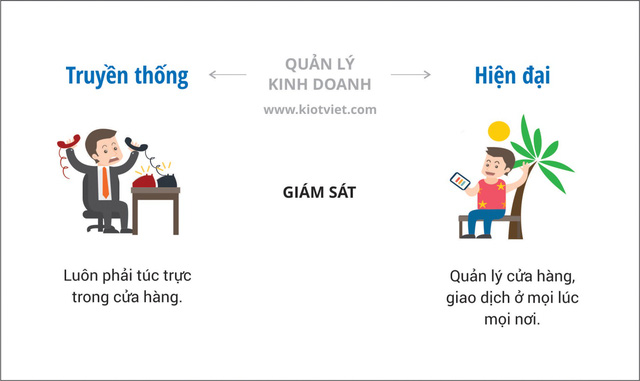 Truyền thống
QUẢN LÝ
KINH DOANH
www.kiotviet.com
Hiện đại
GIÁM SÁT
Luôn phải túc trực
trong cửa hàng.
Quản lý cửa hàng,
giao dịch ở mọi lúc
mọi nơi.